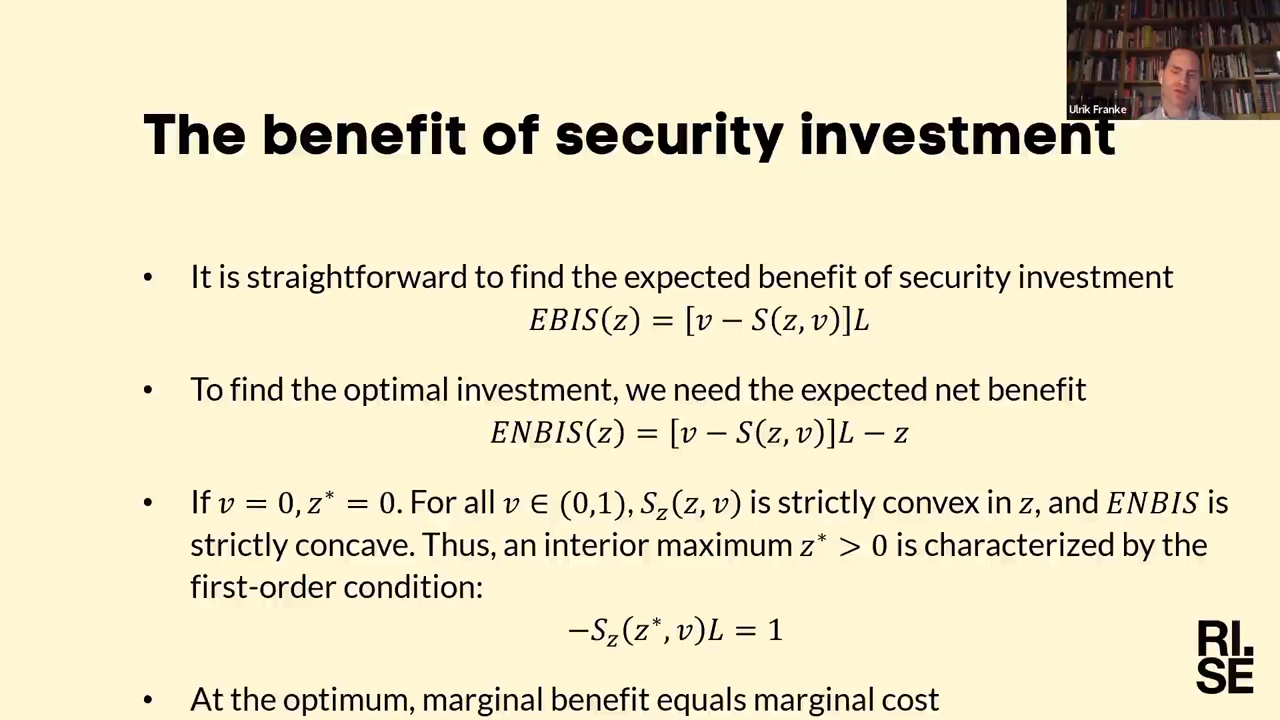 Ulrik Franke
The benefit of security investment
• It is straightforward to find the expected benefit of security investment
EBIS(z) = [v − S(z, v)]L
• To find the optimal investment, we need the expected net benefit
ENBIS(z) = [v − S(z, v)]L − z
• If v = 0, z* = 0. For all v ∈ (0,1), S_z(z, v) is strictly convex in z, and ENBIS is
strictly concave. Thus, an interior maximum z* > 0 is characterized by the
first-order condition:
−S_z(z*, v)L = 1
• At the optimum, marginal benefit equals marginal cost
RI.
SE